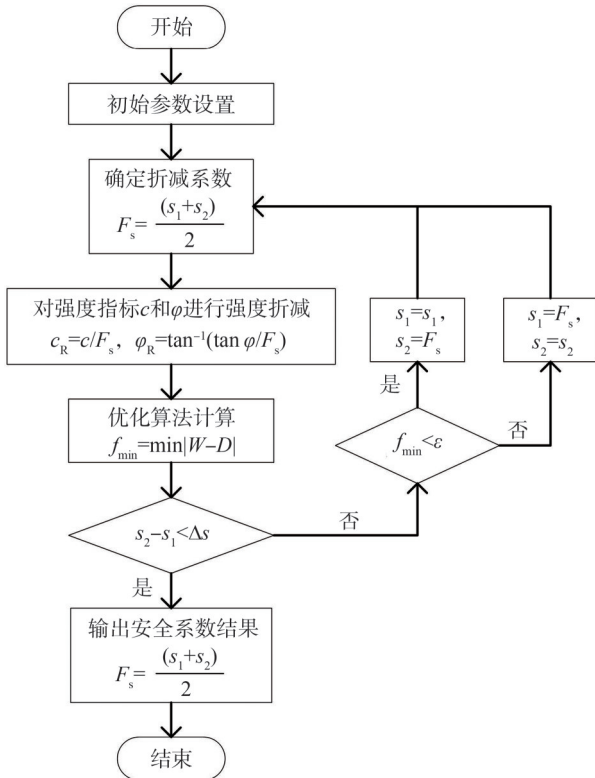 开始
初始参数设置
确定折减系数
F_s= (s_1+s_2)/2
对强度指标c和φ进行强度折减
c_R=c/F_s, φ_R=tan⁻¹(tan φ/F_s)
优化算法计算
f_min=min|W−D|
s_2−s_1<Δs
否
是
输出安全系数结果
F_s= (s_1+s_2)/2
结束
f_min<ε
是
否
s_1=s_1,
s_2=F_s
s_1=F_s,
s_2=s_2